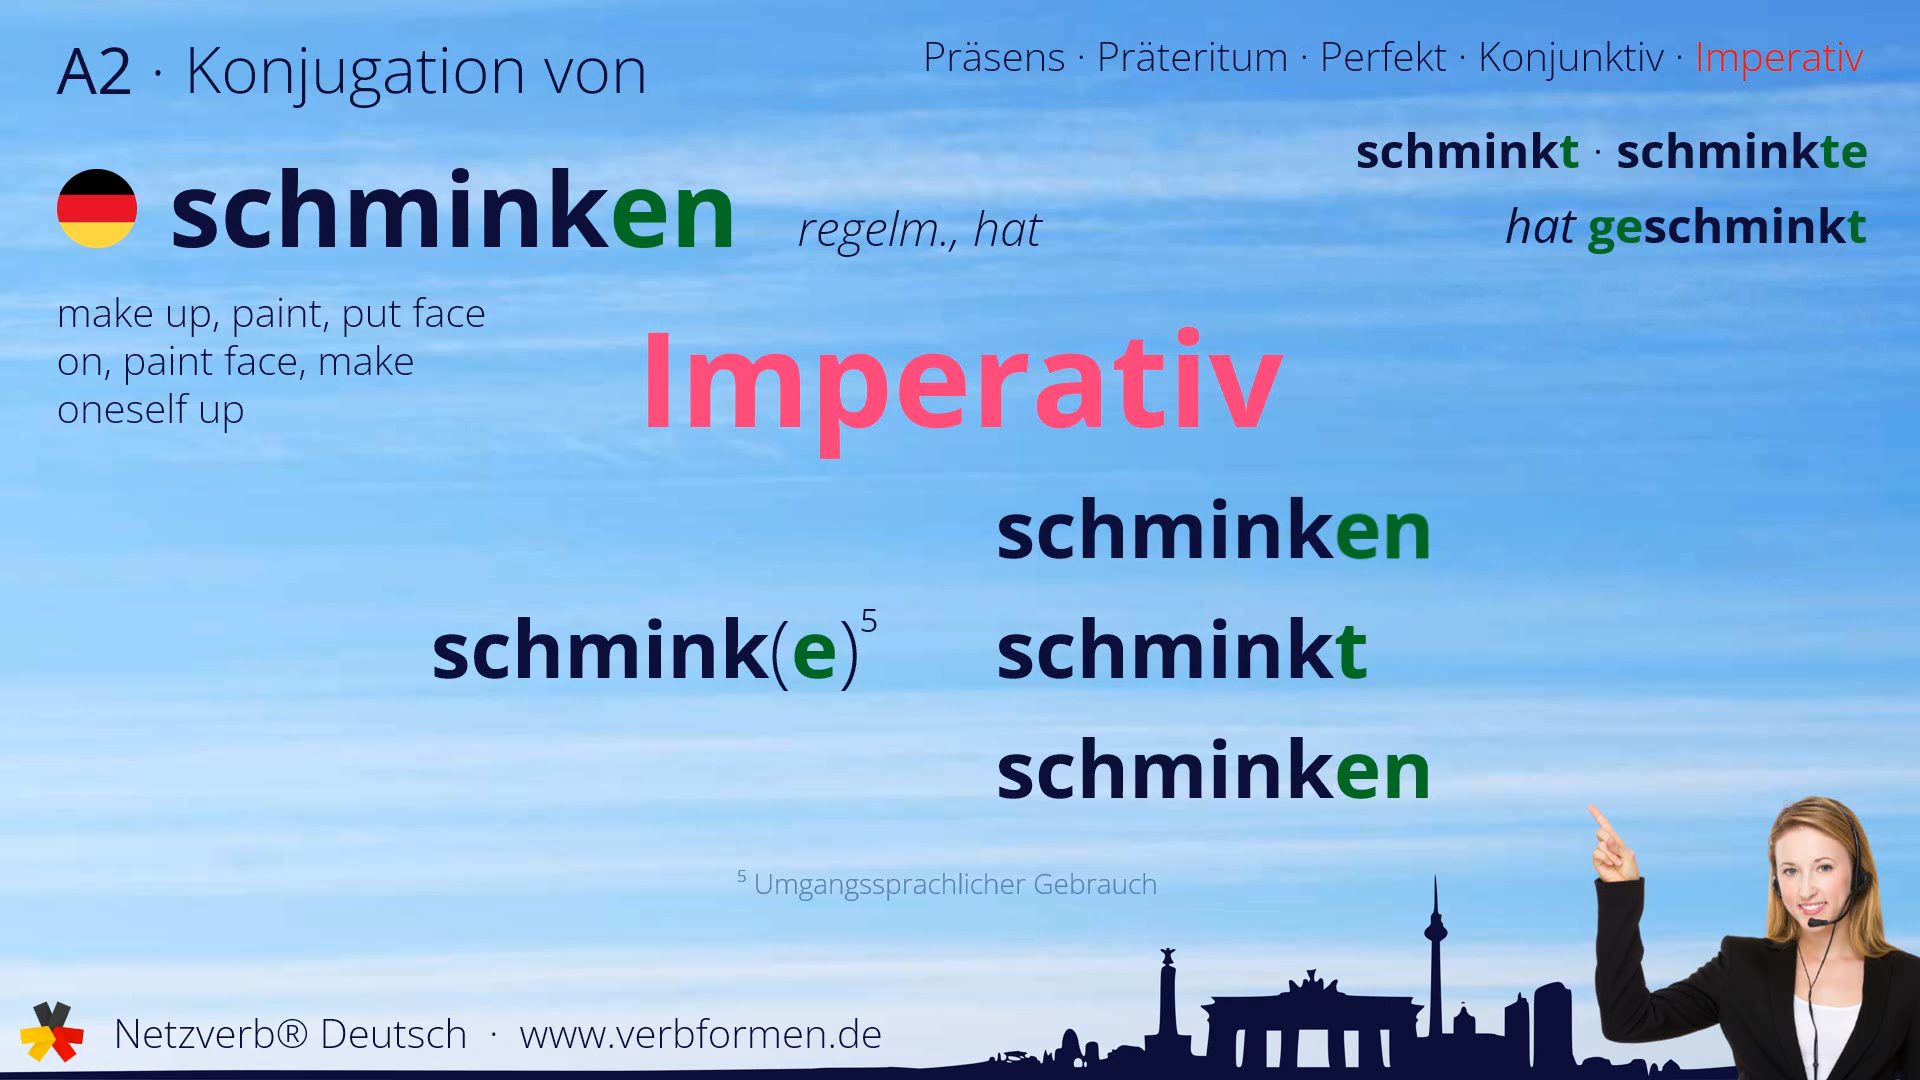 A2 · Konjugation von
Präsens · Präteritum · Perfekt · Konjunktiv · Imperativ
schminken regelm., hat
schminkt · schminkte
hat geschminkt
make up, paint, put face
on, paint face, make
oneself up
Imperativ
schminken
schmink(e)⁵ schminkt
schminken
⁵ Umgangssprachlicher Gebrauch
Netzverb® Deutsch · www.verbformen.de